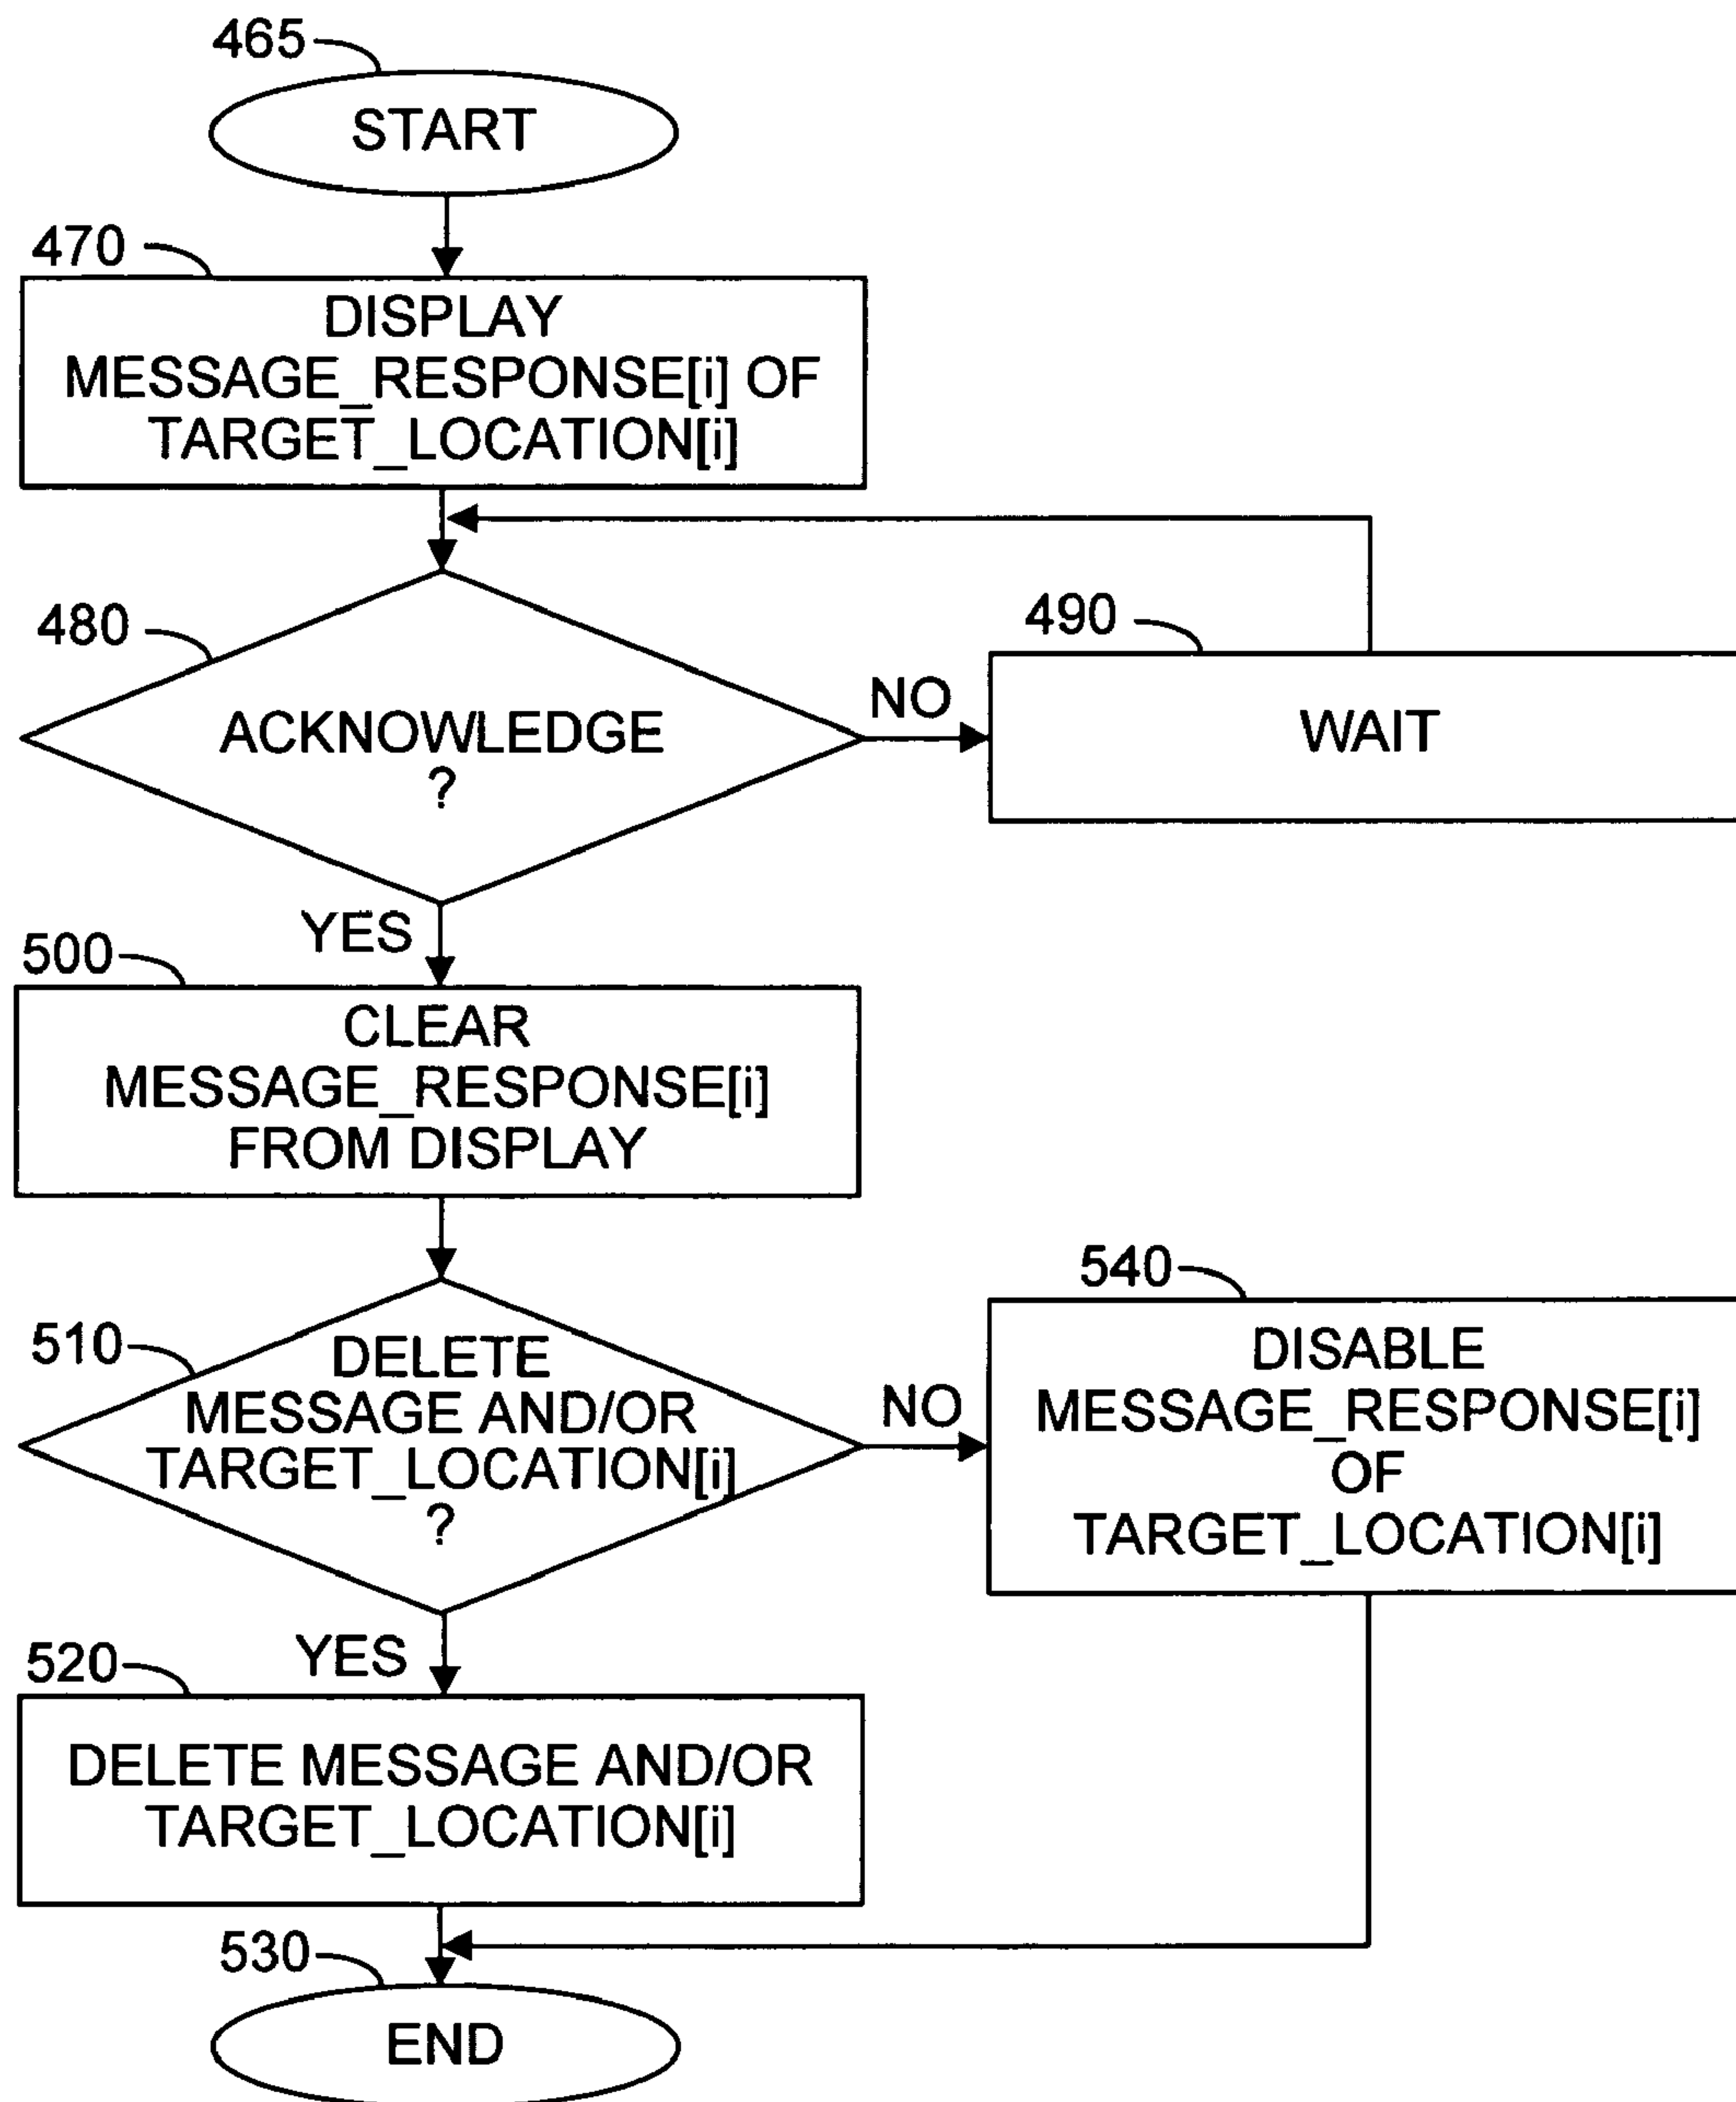 465
START
470
DISPLAY
MESSAGE_RESPONSE[i] OF
TARGET_LOCATION[i]
480
ACKNOWLEDGE
?
NO
490
WAIT
YES
500
CLEAR
MESSAGE_RESPONSE[i]
FROM DISPLAY
510
DELETE
MESSAGE AND/OR
TARGET_LOCATION[i]
?
NO
540
DISABLE
MESSAGE_RESPONSE[i]
OF
TARGET_LOCATION[i]
YES
520
DELETE MESSAGE AND/OR
TARGET_LOCATION[i]
530
END